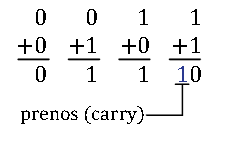 0 0 1 1
+0 +1 +0 +1
0 1 1 10
prenos (carry)